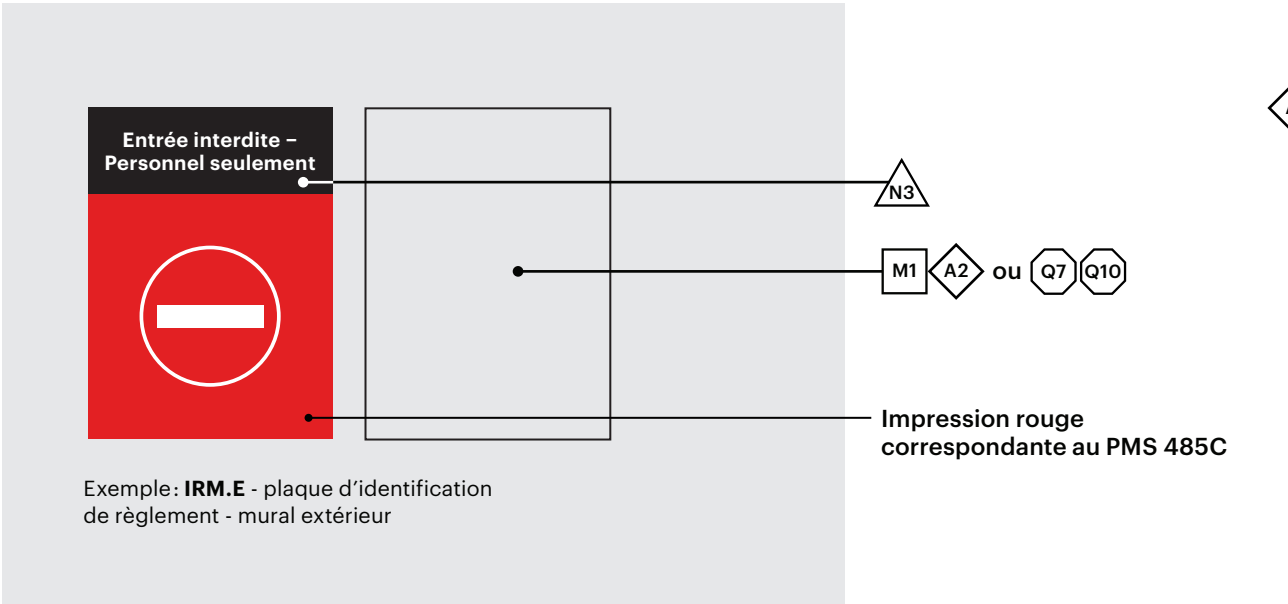 Entrée interdite –
Personnel seulement
N3
M1 A2 ou Q7 Q10
Impression rouge
correspondante au PMS 485C
Exemple : IRM.E - plaque d’identification
de règlement - mural extérieur